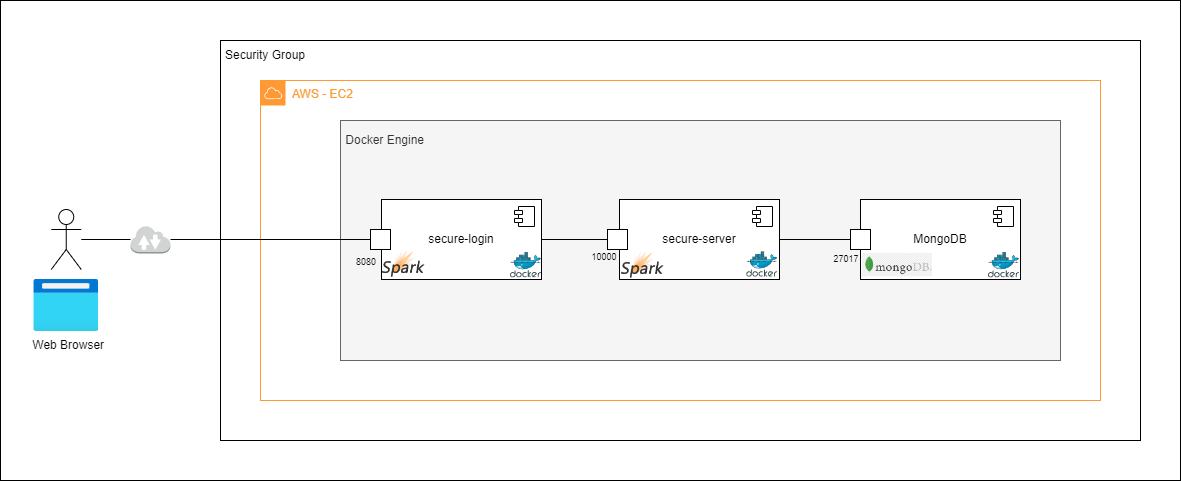 Security Group
AWS - EC2
Docker Engine
secure-login
secure-server
MongoDB
8080
10000
27017
Spark
docker
Spark
docker
mongoDB
docker
Web Browser